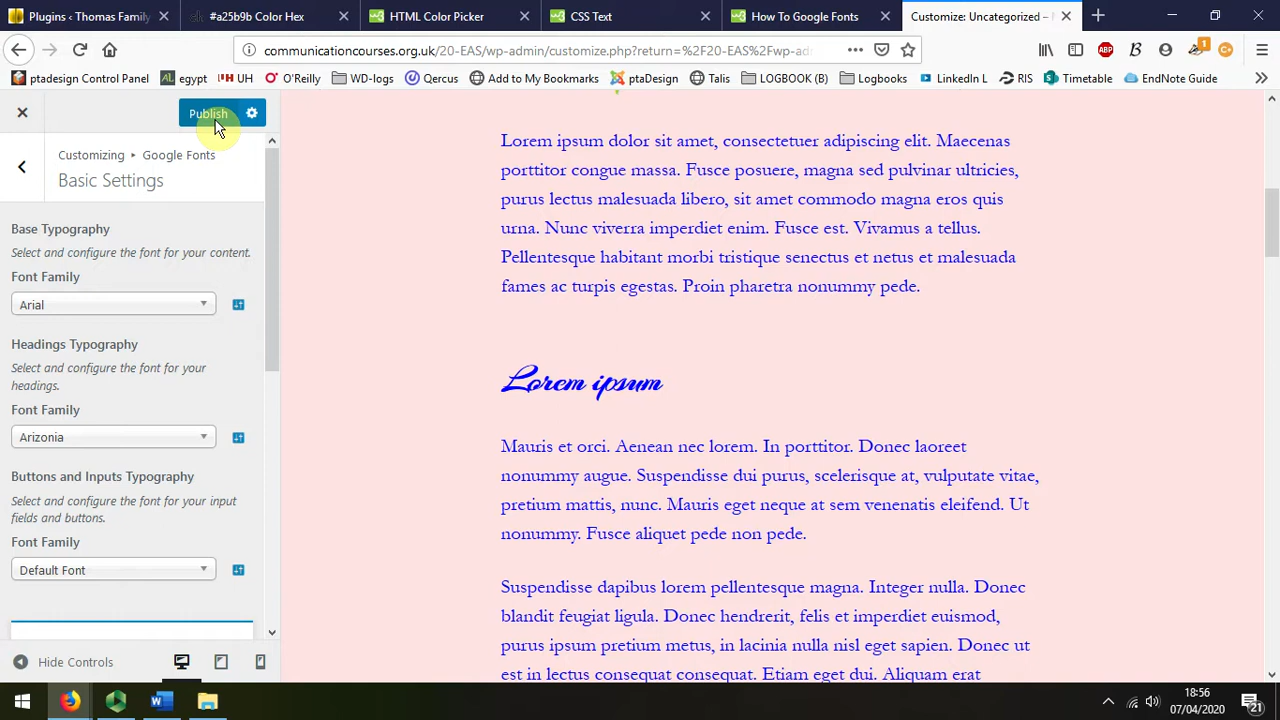 Plugins ‹ Thomas Family
#a25b9b Color Hex
HTML Color Picker
CSS Text
How To Google Fonts
Customize: Uncategorized –
communicationcourses.org.uk/20-EAS/wp-admin/customize.php?return=%2F20-EAS%2Fwp-adm
ptadesign Control Panel
AL egypt
UH
O'Reilly
WD-logs
Qercus
Add to My Bookmarks
ptaDesign
Talis
LOGBOOK (B)
Logbooks
LinkedIn L
RIS
Timetable
EndNote Guide
ABP
1
Publish
Customizing ▸ Google Fonts
Basic Settings
Base Typography
Select and configure the font for your content.
Font Family
Arial
Headings Typography
Select and configure the font for your
headings.
Font Family
Arizonia
Buttons and Inputs Typography
Select and configure the font for your input
fields and buttons.
Font Family
Default Font
Hide Controls
Lorem ipsum dolor sit amet, consectetuer adipiscing elit. Maecenas
porttitor congue massa. Fusce posuere, magna sed pulvinar ultricies,
purus lectus malesuada libero, sit amet commodo magna eros quis
urna. Nunc viverra imperdiet enim. Fusce est. Vivamus a tellus.
Pellentesque habitant morbi tristique senectus et netus et malesuada
fames ac turpis egestas. Proin pharetra nonummy pede.
Lorem ipsum
Mauris et orci. Aenean nec lorem. In porttitor. Donec laoreet
nonummy augue. Suspendisse dui purus, scelerisque at, vulputate vitae,
pretium mattis, nunc. Mauris eget neque at sem venenatis eleifend. Ut
nonummy. Fusce aliquet pede non pede.
Suspendisse dapibus lorem pellentesque magna. Integer nulla. Donec
blandit feugiat ligula. Donec hendrerit, felis et imperdiet euismod,
purus ipsum pretium metus, in lacinia nulla nisl eget sapien. Donec ut
est in lectus consequat consequat. Etiam eget dui. Aliquam erat
18:56
07/04/2020
21